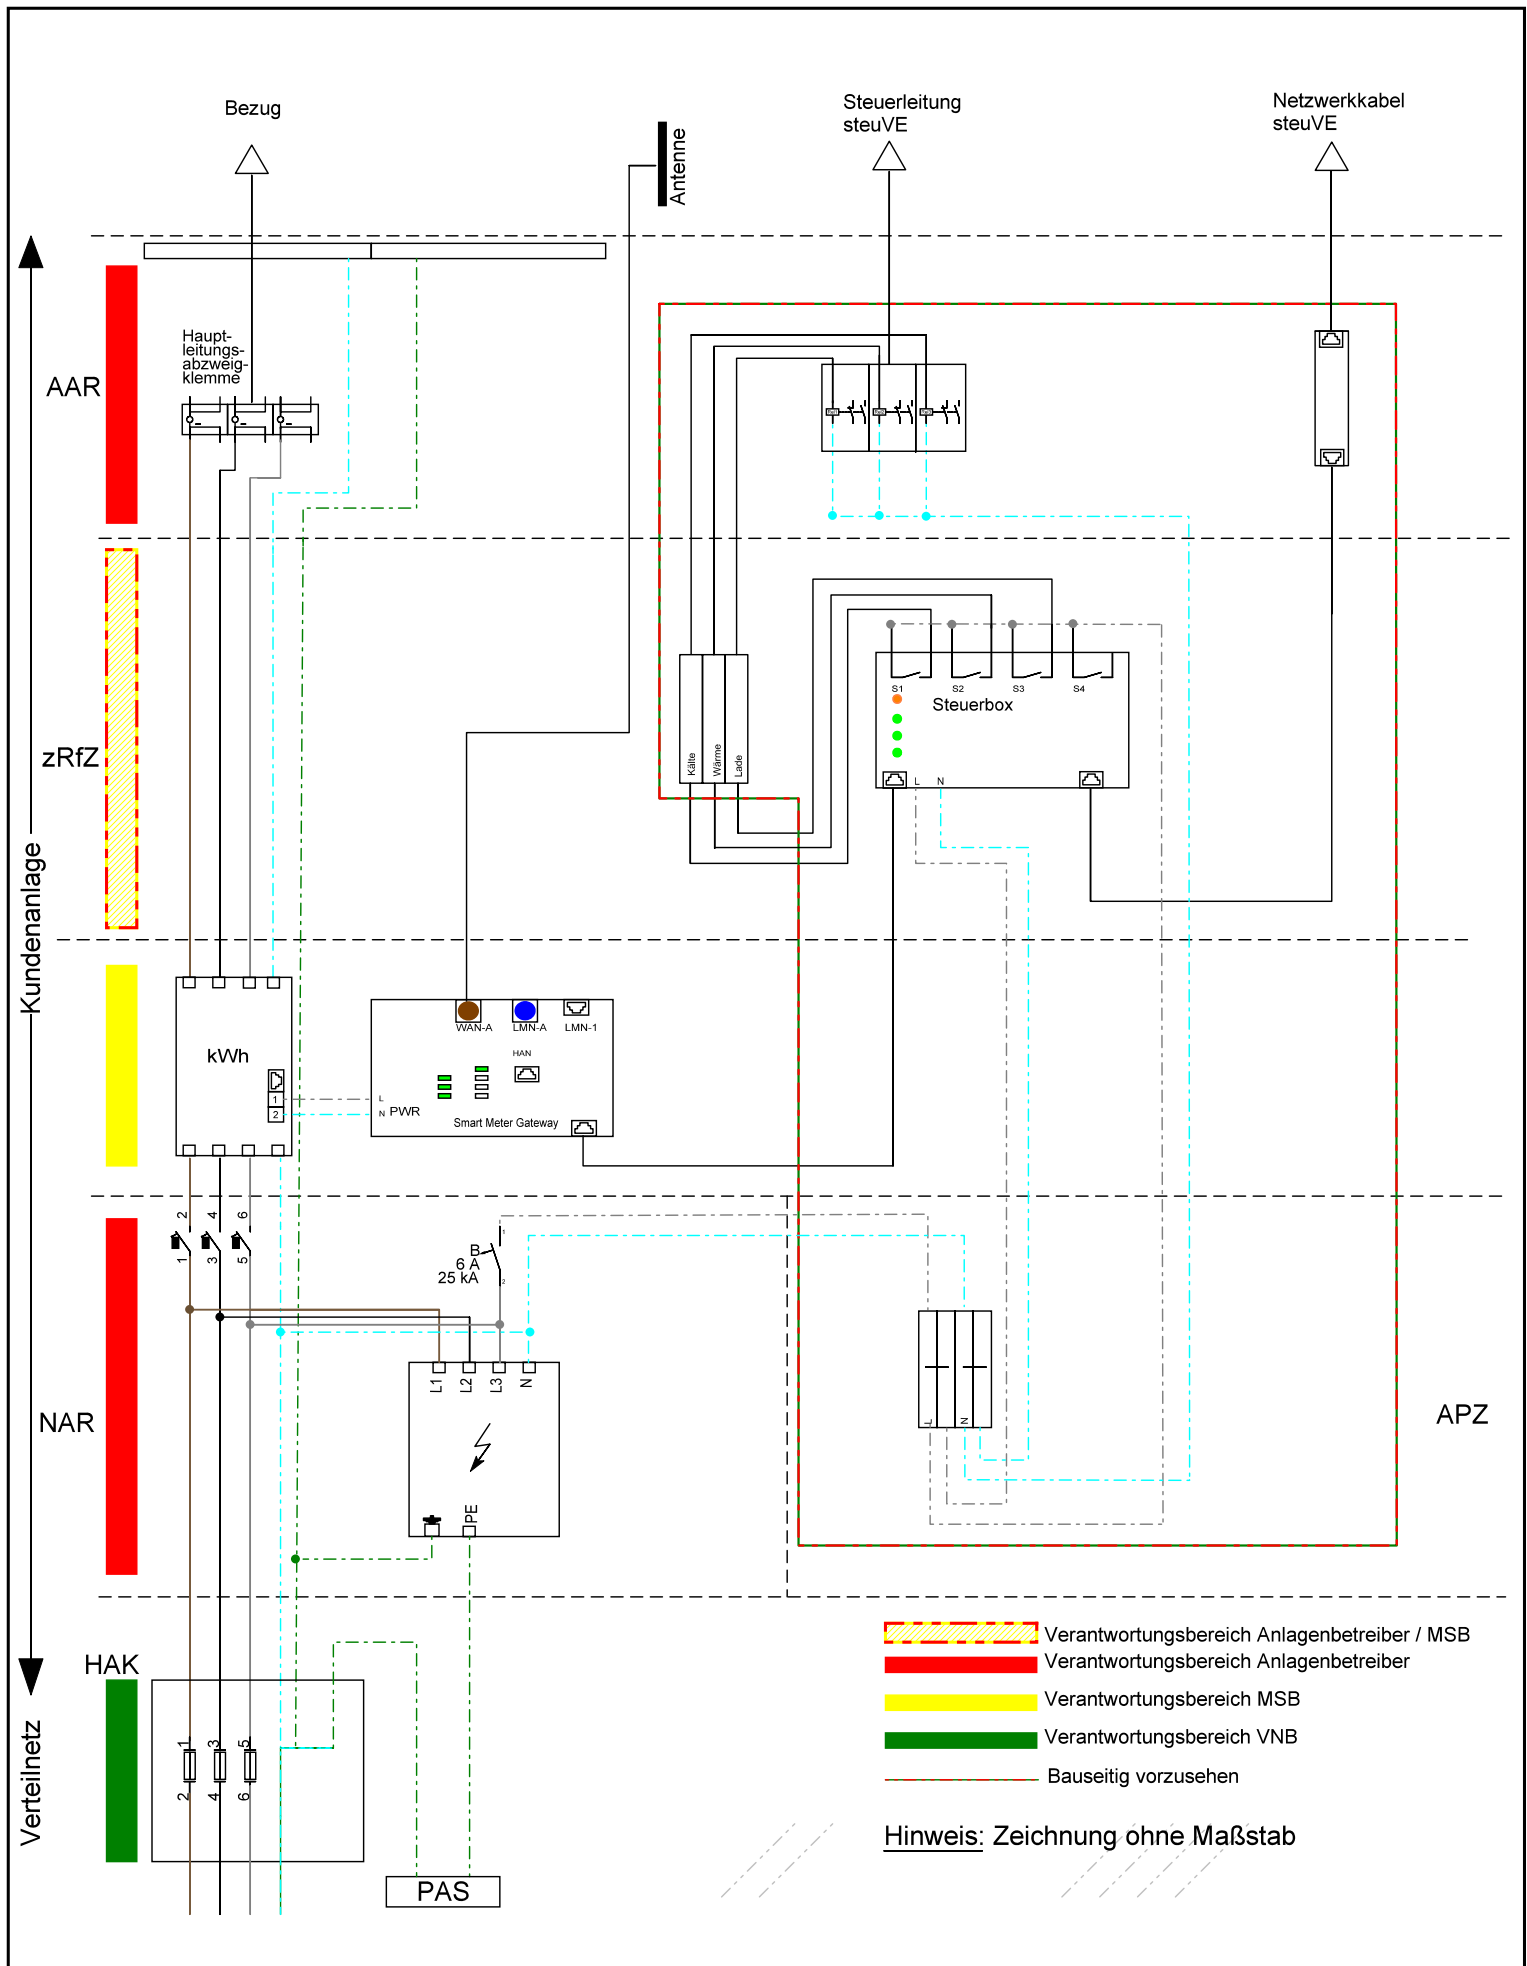 Bezug
Antenne
Steuerleitung
steuVE
Netzwerkkabel
steuVE
Haupt-
leitungs-
abzweig-
klemme
AAR
zRfZ
Kundenanlage
Kälte
Wärme
Lade
S1
S2
S3
S4
Steuerbox
L
N
kWh
1
2
WAN-A
LMN-A
LMN-1
HAN
L
N
PWR
Smart Meter Gateway
2
4
6
1
3
5
B
6 A
25 kA
1
2
L1
L2
L3
N
PE
L
N
NAR
APZ
HAK
1
3
5
2
4
6
Verteilnetz
PAS
Verantwortungsbereich Anlagenbetreiber / MSB
Verantwortungsbereich Anlagenbetreiber
Verantwortungsbereich MSB
Verantwortungsbereich VNB
Bauseitig vorzusehen
Hinweis: Zeichnung ohne Maßstab